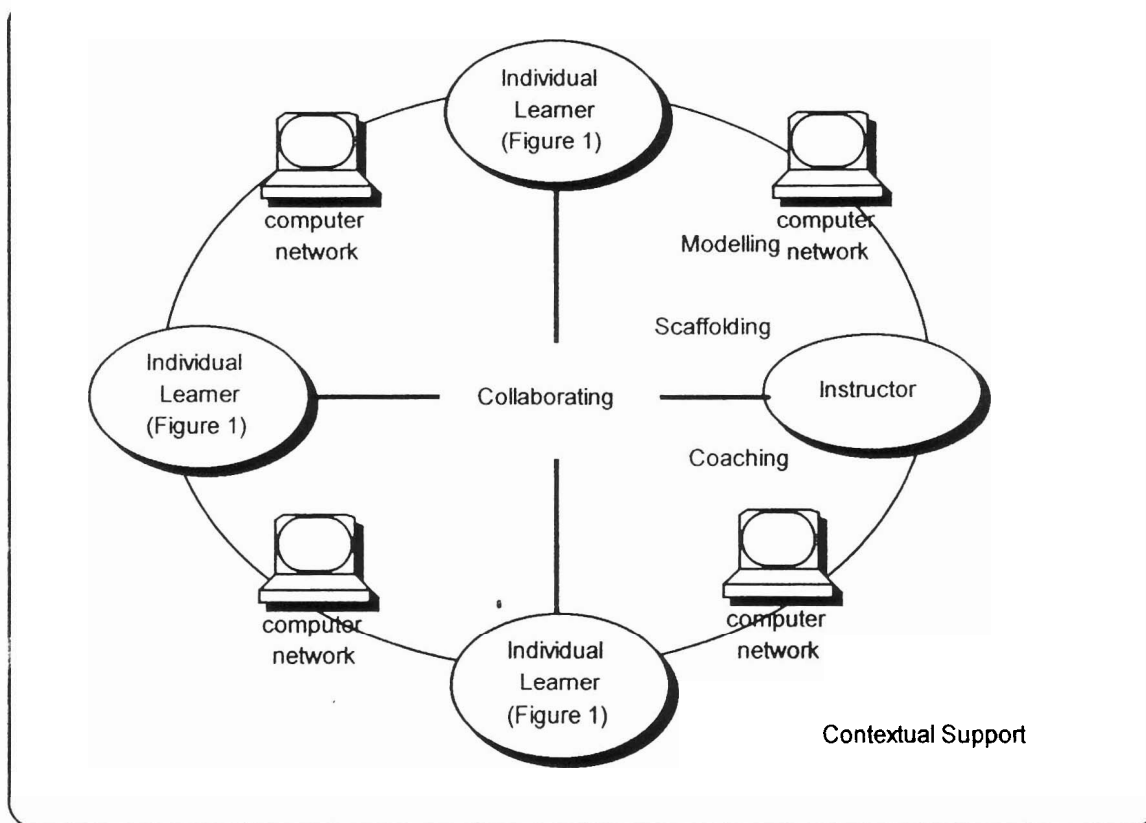 Individual
Learner
(Figure 1)
computer
network
computer
network
Modelling
Scaffolding
Individual
Learner
(Figure 1)
Collaborating
Instructor
Coaching
computer
network
computer
network
Individual
Learner
(Figure 1)
Contextual Support